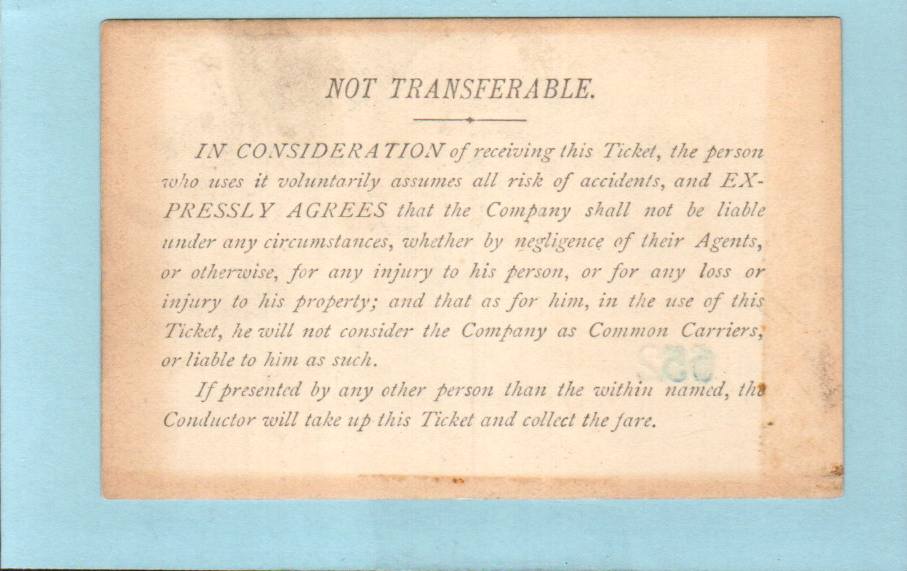 NOT TRANSFERABLE.
IN CONSIDERATION of receiving this Ticket, the person
who uses it voluntarily assumes all risk of accidents, and EX-
PRESSLY AGREES that the Company shall not be liable
under any circumstances, whether by negligence of their Agents,
or otherwise, for any injury to his person, or for any loss or
injury to his property; and that as for him, in the use of this
Ticket, he will not consider the Company as Common Carriers,
or liable to him as such.
If presented by any other person than the within named, the
Conductor will take up this Ticket and collect the fare.